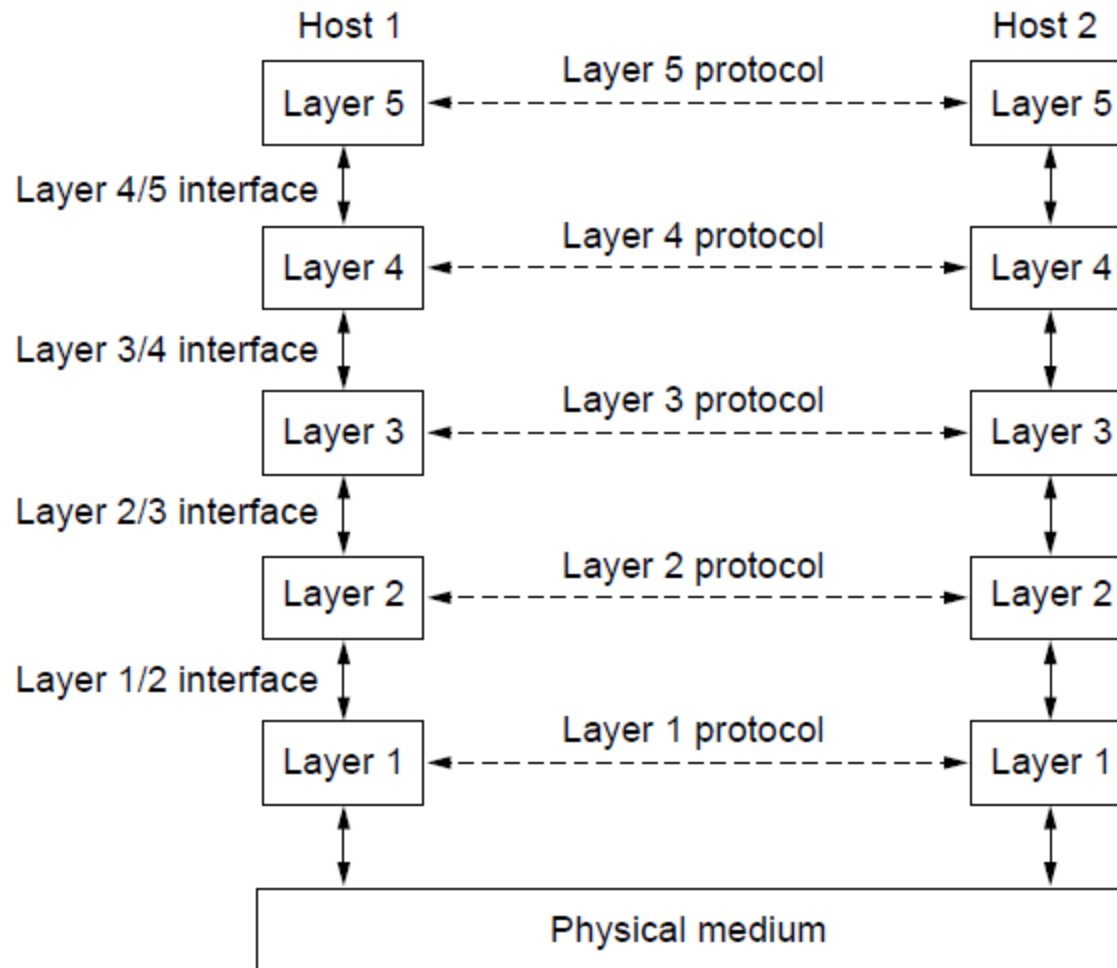 Host 1
Host 2
Layer 5 protocol
Layer 5
Layer 5
Layer 4/5 interface
Layer 4 protocol
Layer 4
Layer 4
Layer 3/4 interface
Layer 3 protocol
Layer 3
Layer 3
Layer 2/3 interface
Layer 2 protocol
Layer 2
Layer 2
Layer 1/2 interface
Layer 1 protocol
Layer 1
Layer 1
Physical medium